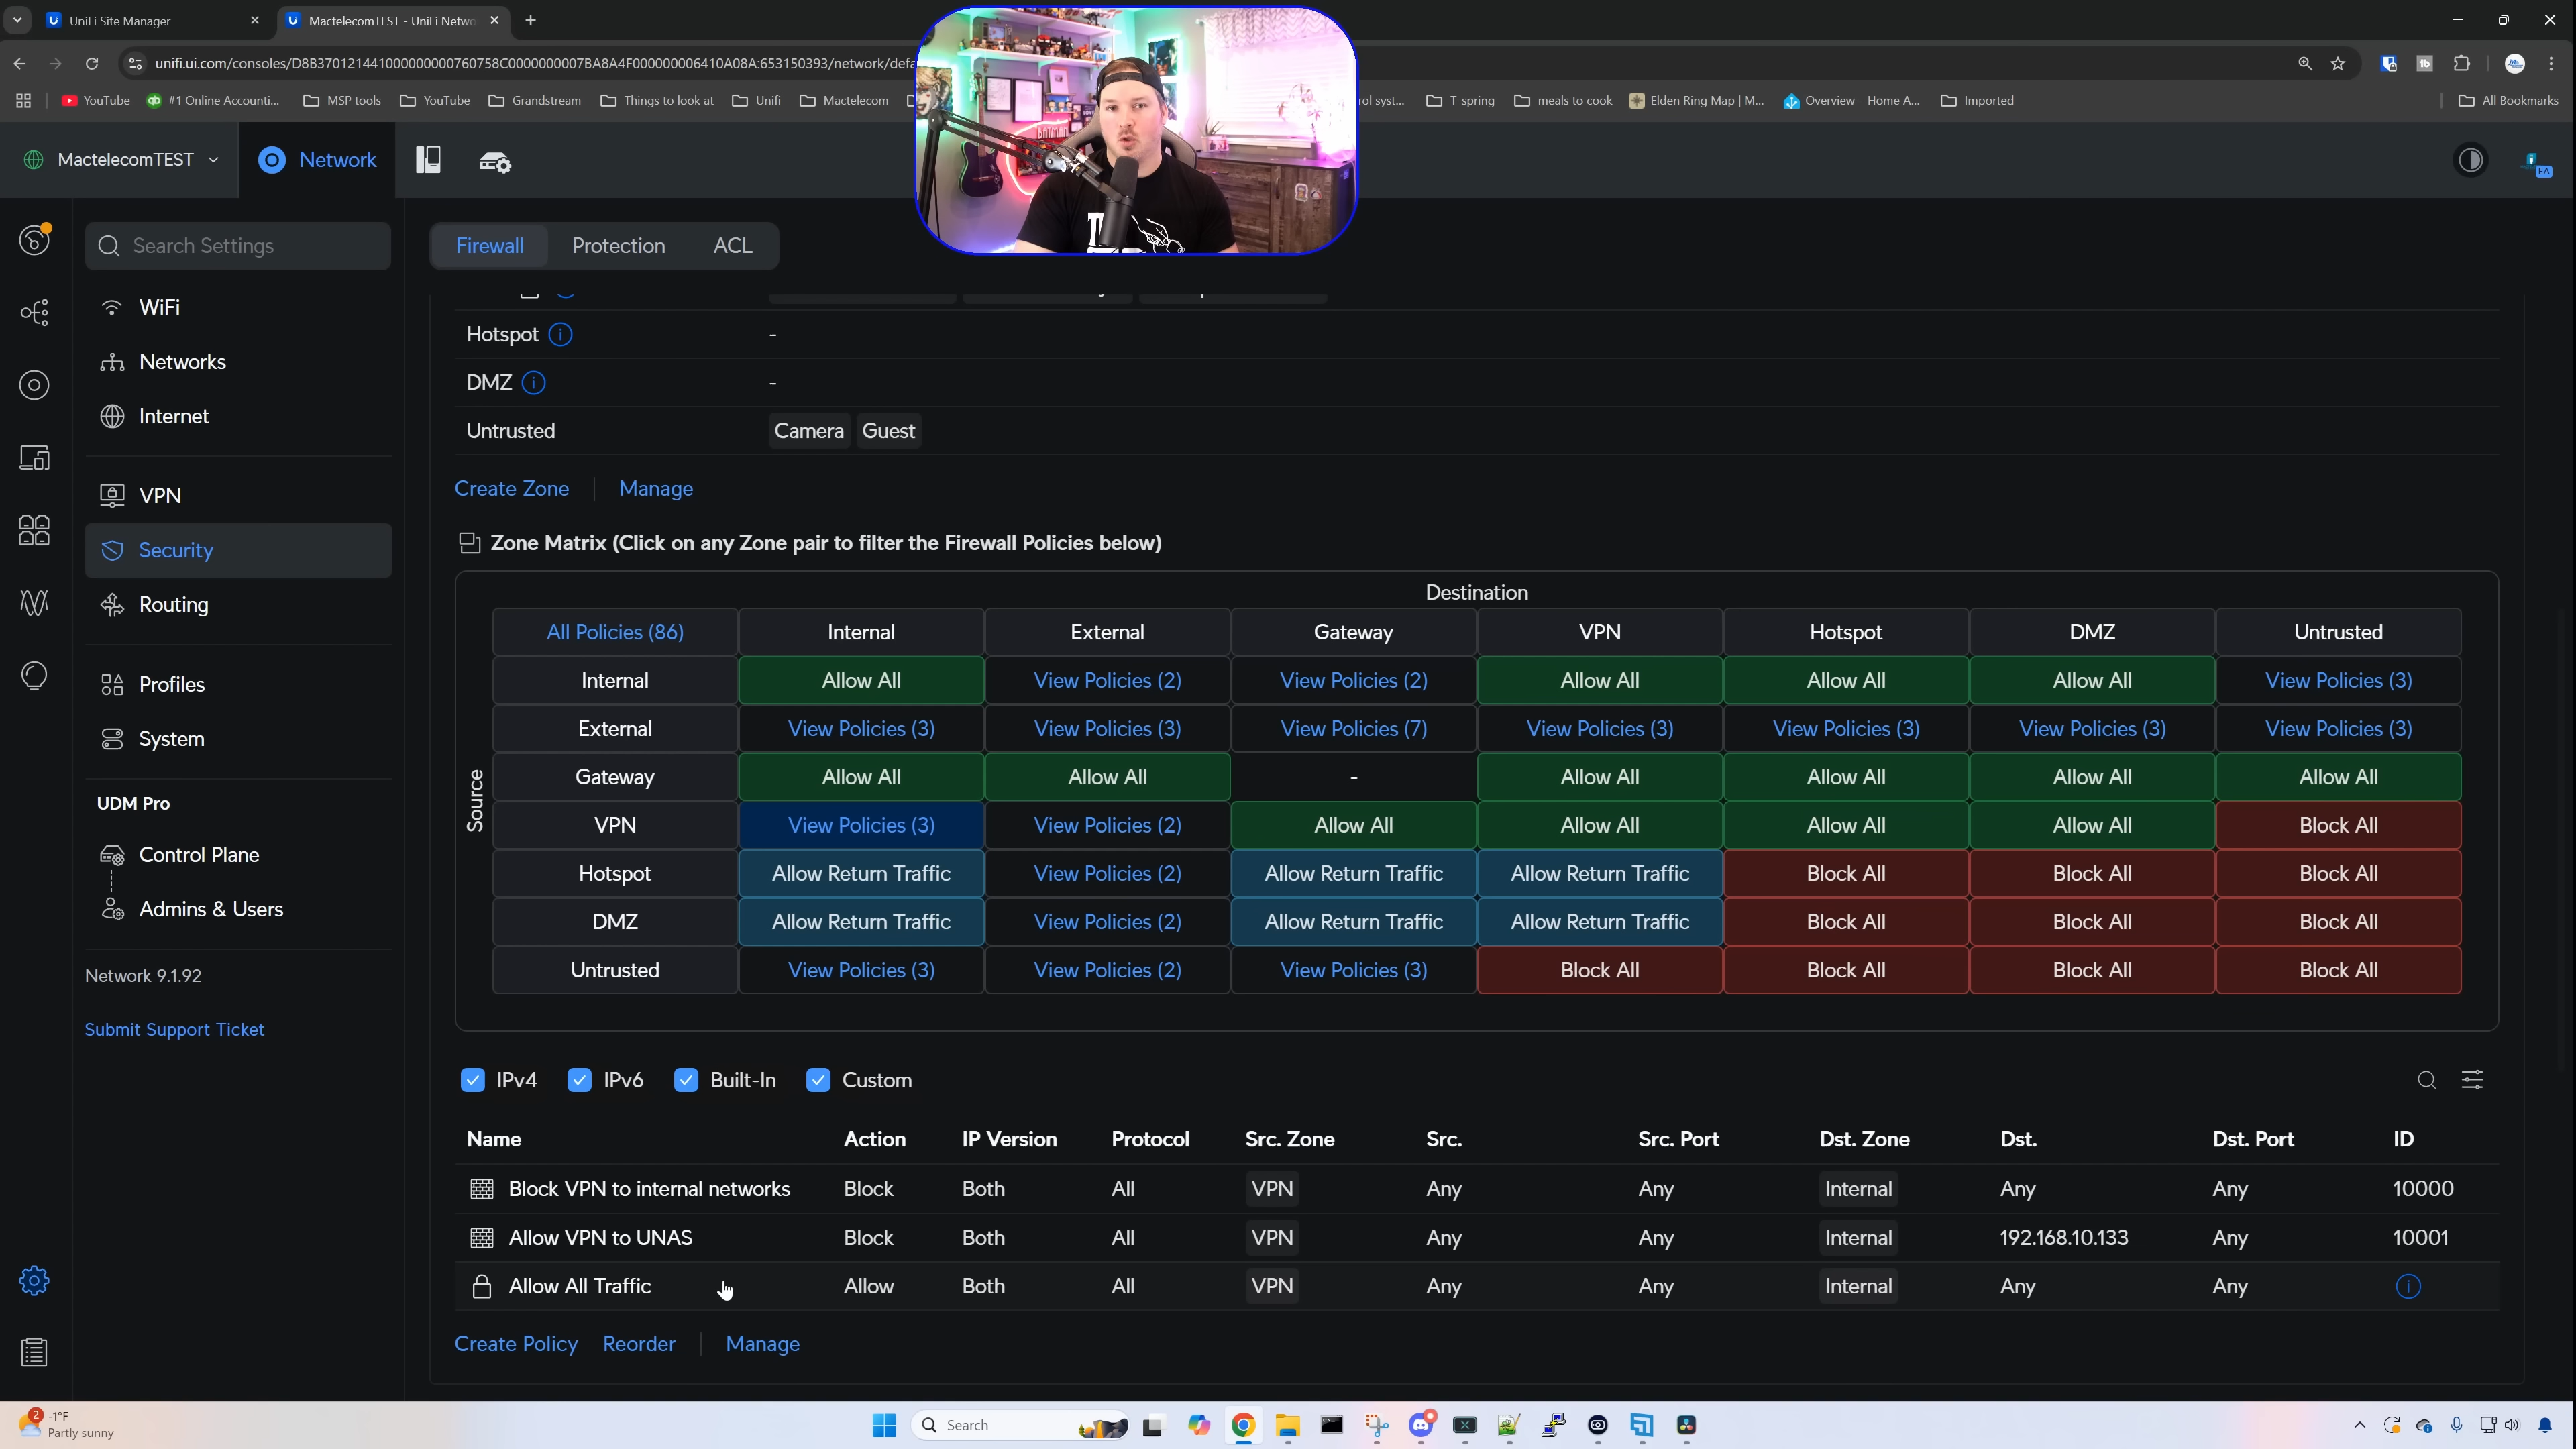 UniFi Site Manager
MactelecomTEST - UniFi Netwo
unifi.ui.com/consoles/D8B3701214410000000000760758C0000000007BA8A4F000000006410A08A:653150393/network/defa
YouTube
#1 Online Accounti...
MSP tools
YouTube
Grandstream
Things to look at
Unifi
Mactelecom
rol syst...
T-spring
meals to cook
Elden Ring Map | M...
Overview – Home A...
Imported
All Bookmarks
MactelecomTEST
Network
EA
Search Settings
Firewall Protection ACL
WiFi
Networks
Internet
VPN
Security
Routing
Profiles
System
UDM Pro
Control Plane
Admins & Users
Network 9.1.92
Submit Support Ticket
Hotspot -
DMZ -
Untrusted Camera Guest
Create Zone Manage
Zone Matrix (Click on any Zone pair to filter the Firewall Policies below)
Destination
Source
All Policies (86) Internal External Gateway VPN Hotspot DMZ Untrusted
Internal Allow All View Policies (2) View Policies (2) Allow All Allow All Allow All View Policies (3)
External View Policies (3) View Policies (3) View Policies (7) View Policies (3) View Policies (3) View Policies (3) View Policies (3)
Gateway Allow All Allow All - Allow All Allow All Allow All Allow All
VPN View Policies (3) View Policies (2) Allow All Allow All Allow All Allow All Block All
Hotspot Allow Return Traffic View Policies (2) Allow Return Traffic Allow Return Traffic Block All Block All Block All
DMZ Allow Return Traffic View Policies (2) Allow Return Traffic Allow Return Traffic Block All Block All Block All
Untrusted View Policies (3) View Policies (2) View Policies (3) Block All Block All Block All Block All
IPv4 IPv6 Built-In Custom
Name Action IP Version Protocol Src. Zone Src. Src. Port Dst. Zone Dst. Dst. Port ID
Block VPN to internal networks Block Both All VPN Any Any Internal Any Any 10000
Allow VPN to UNAS Block Both All VPN Any Any Internal 192.168.10.133 Any 10001
Allow All Traffic Allow Both All VPN Any Any Internal Any Any
Create Policy Reorder Manage
2
-1°F
Partly sunny
Search